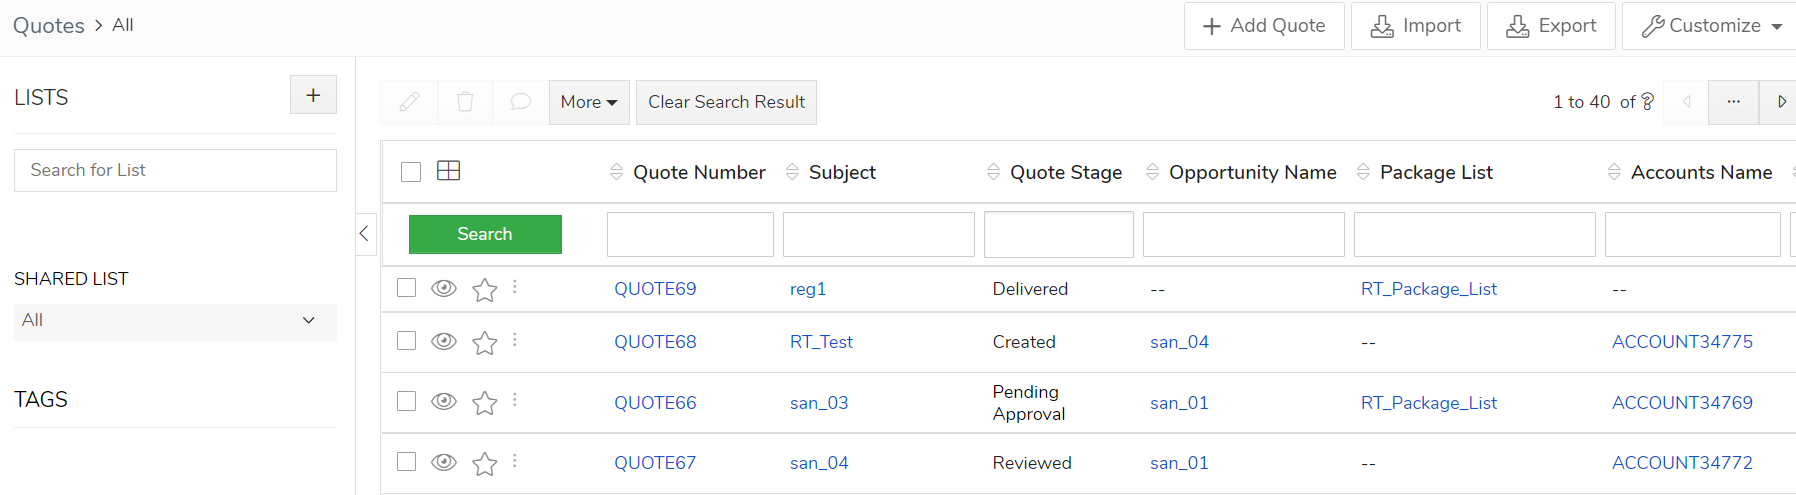 Quotes > All
+ Add Quote Import Export Customize
LISTS +
More Clear Search Result 1 to 40 of ? ...
Search for List
Quote Number Subject Quote Stage Opportunity Name Package List Accounts Name
Search
SHARED LIST
All
TAGS
QUOTE69 reg1 Delivered -- RT_Package_List --
QUOTE68 RT_Test Created san_04 -- ACCOUNT34775
QUOTE66 san_03 Pending Approval san_01 RT_Package_List ACCOUNT34769
QUOTE67 san_04 Reviewed san_01 -- ACCOUNT34772